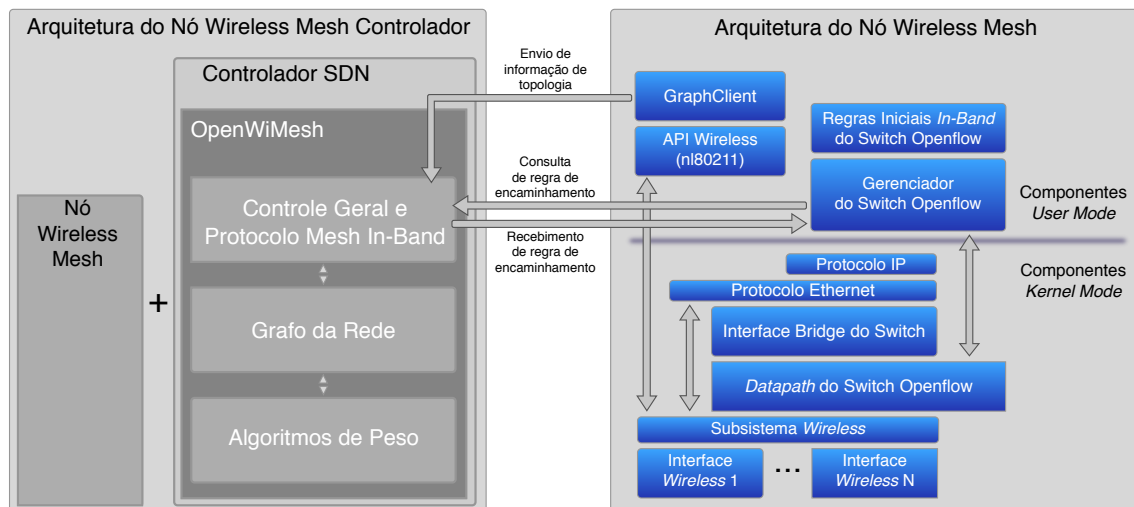 Arquitetura do Nó Wireless Mesh Controlador
Nó
Wireless
Mesh
+
Controlador SDN
OpenWiMesh
Controle Geral e
Protocolo Mesh In-Band
Grafo da Rede
Algoritmos de Peso
Envio de
informação de
topologia
Consulta
de regra de
encaminhamento
Recebimento
de regra de
encaminhamento
Arquitetura do Nó Wireless Mesh
GraphClient
API Wireless
(nl80211)
Regras Iniciais In-Band
do Switch Openflow
Gerenciador
do Switch Openflow
Componentes
User Mode
Componentes
Kernel Mode
Protocolo IP
Protocolo Ethernet
Interface Bridge do Switch
Datapath do Switch Openflow
Subsistema Wireless
Interface
Wireless 1
...
Interface
Wireless N